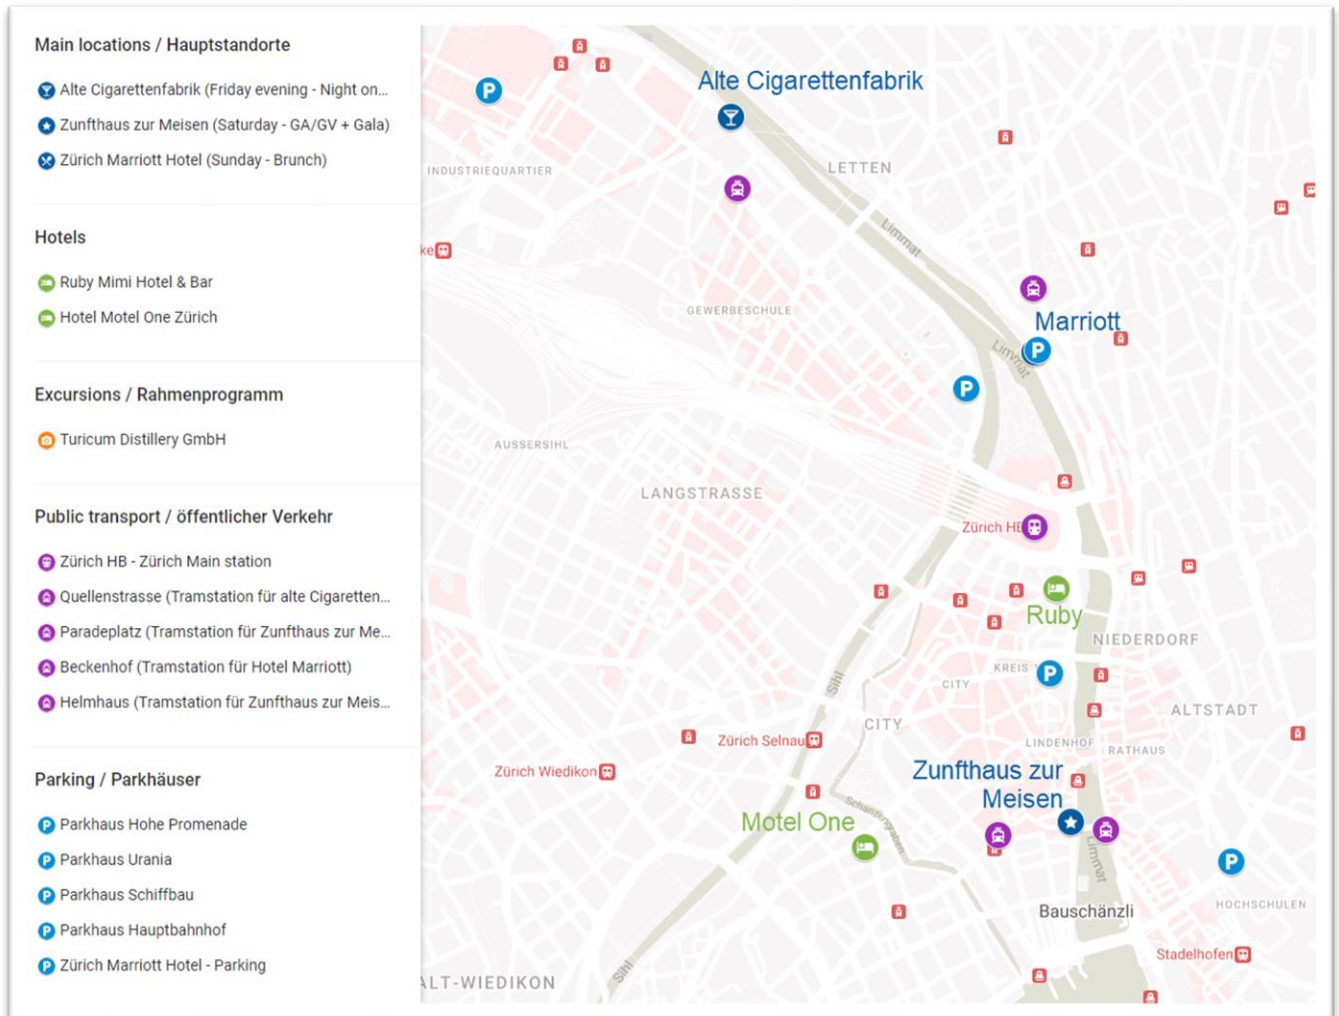 Main locations / Hauptstandorte
Alte Cigarettenfabrik (Friday evening - Night on...
Zunfthaus zur Meisen (Saturday - GA/GV + Gala)
Zürich Marriott Hotel (Sunday - Brunch)
Hotels
Ruby Mimi Hotel & Bar
Hotel Motel One Zürich
Excursions / Rahmenprogramm
Turicum Distillery GmbH
Public transport / öffentlicher Verkehr
Zürich HB - Zürich Main station
Quellenstrasse (Tramstation für alte Cigaretten...
Paradeplatz (Tramstation für Zunfthaus zur Me...
Beckenhof (Tramstation für Hotel Marriott)
Helmhaus (Tramstation für Zunfthaus zur Meis...
Parking / Parkhäuser
P Parkhaus Hohe Promenade
P Parkhaus Urania
P Parkhaus Schiffbau
P Parkhaus Hauptbahnhof
P Zürich Marriott Hotel - Parking
Alte Cigarettenfabrik
P
LETTEN
INDUSTRIEQUARTIER
Limmat
ke
GEWERBESCHULE
Marriott
P
Limmat
P
AUSSERSIHL
LANGSTRASSE
Zürich HB
Ruby
NIEDERDORF
KREIS 1
P
CITY
Sihl
ALTSTADT
CITY
Zürich Selnau
LINDENHOF
RATHAUS
Zürich Wiedikon
Zunfthaus zur
Meisen
Schanzengraben
Motel One
Limmat
P
HOCHSCHULEN
Bauschänzli
Stadelhofen
Sihl
ALT-WIEDIKON